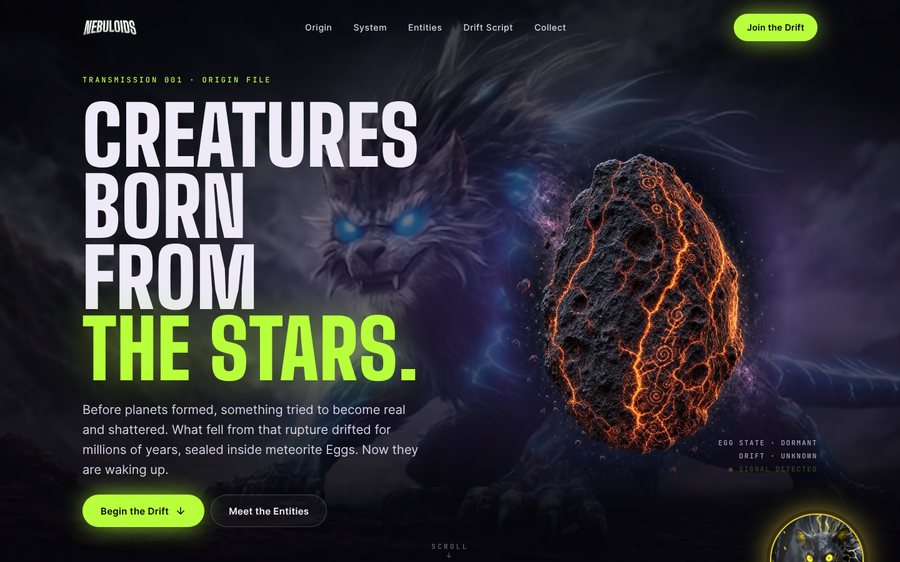 NEBULOIDS
Origin
System
Entities
Drift Script
Collect
Join the Drift
TRANSMISSION 001 · ORIGIN FILE
CREATURES
BORN
FROM
THE STARS.
Before planets formed, something tried to become real
and shattered. What fell from that rupture drifted for
millions of years, sealed inside meteorite Eggs. Now they
are waking up.
Begin the Drift ↓
Meet the Entities
EGG STATE · DORMANT
DRIFT · UNKNOWN
● SIGNAL DETECTED
SCROLL
↓